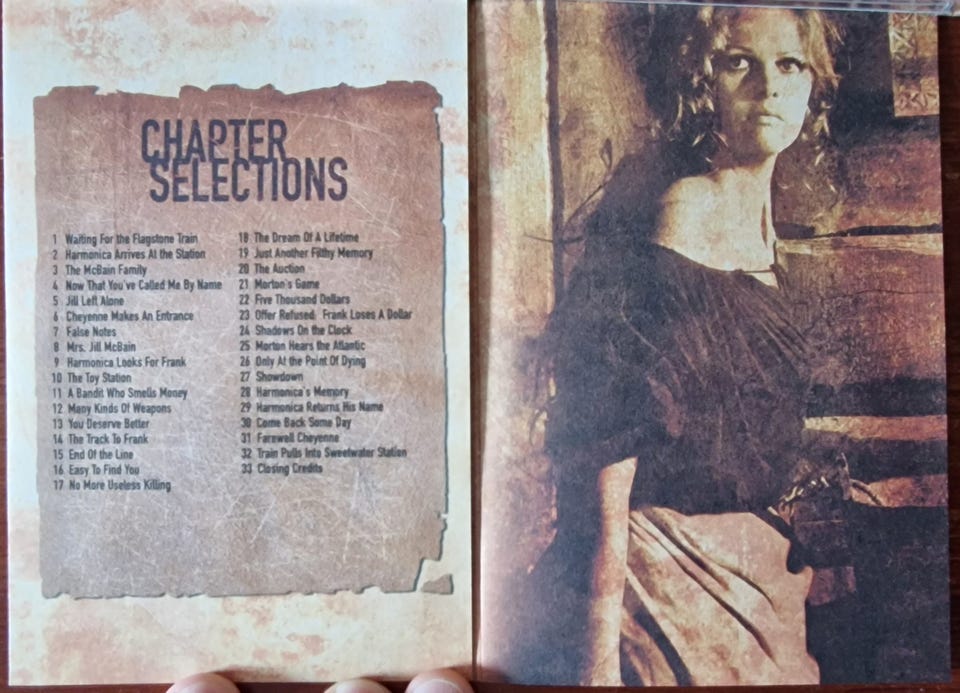 CHAPTER
SELECTIONS
1 Waiting For the Flagstone Train
2 Harmonica Arrives At the Station
3 The McBain Family
4 Now That You've Called Me By Name
5 Jill Left Alone
6 Cheyenne Makes An Entrance
7 False Notes
8 Mrs. Jill McBain
9 Harmonica Looks For Frank
10 The Toy Station
11 A Bandit Who Smells Money
12 Many Kinds Of Weapons
13 You Deserve Better
14 The Track To Frank
15 End Of the Line
16 Easy To Find You
17 No More Useless Killing
18 The Dream Of A Lifetime
19 Just Another Filthy Memory
20 The Auction
21 Morton's Game
22 Five Thousand Dollars
23 Offer Refused: Frank Loses A Dollar
24 Shadows On the Clock
25 Morton Hears the Atlantic
26 Only At the Point Of Dying
27 Showdown
28 Harmonica's Memory
29 Harmonica Returns His Name
30 Come Back Some Day
31 Farewell Cheyenne
32 Train Pulls Into Sweetwater Station
33 Closing Credits